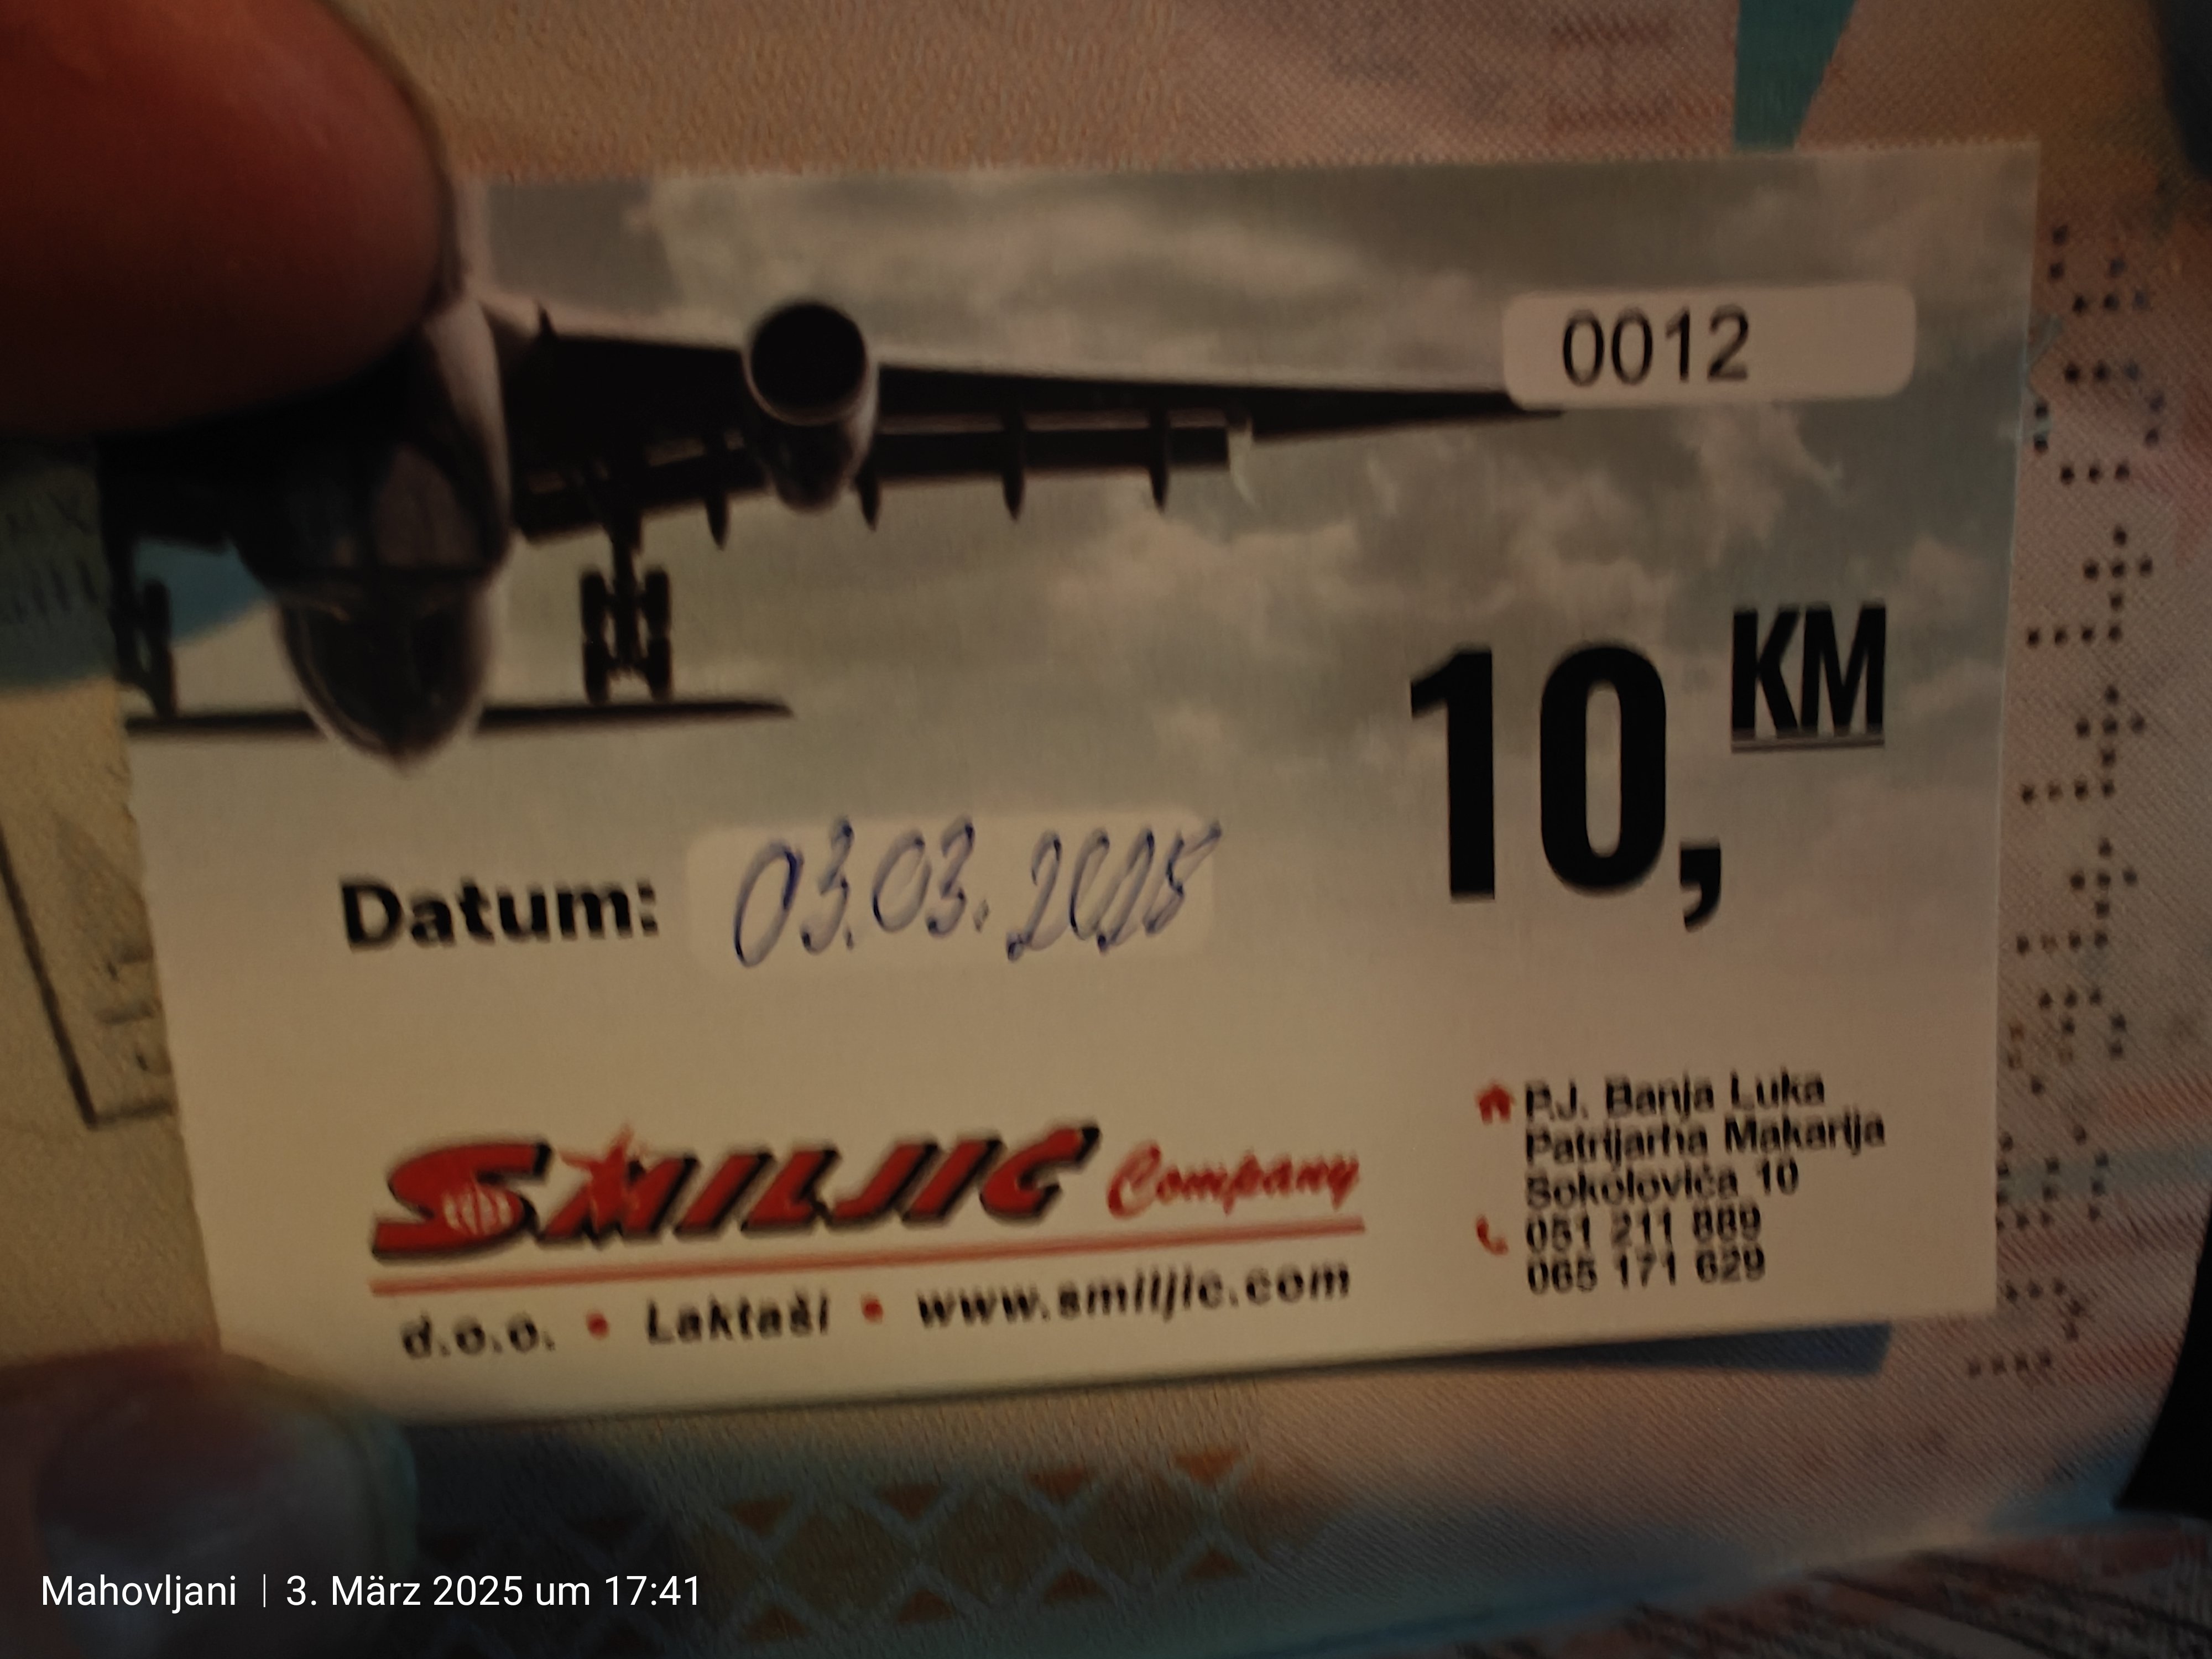 0012
10,KM
Datum: 03.03.2025
SMILJIĆ Company
d.o.o. • Laktaši • www.smiljic.com
P.J. Banja Luka
Patrijarha Makarija
Sokolovića 10
051 211 889
065 171 629
Mahovljani | 3. März 2025 um 17:41